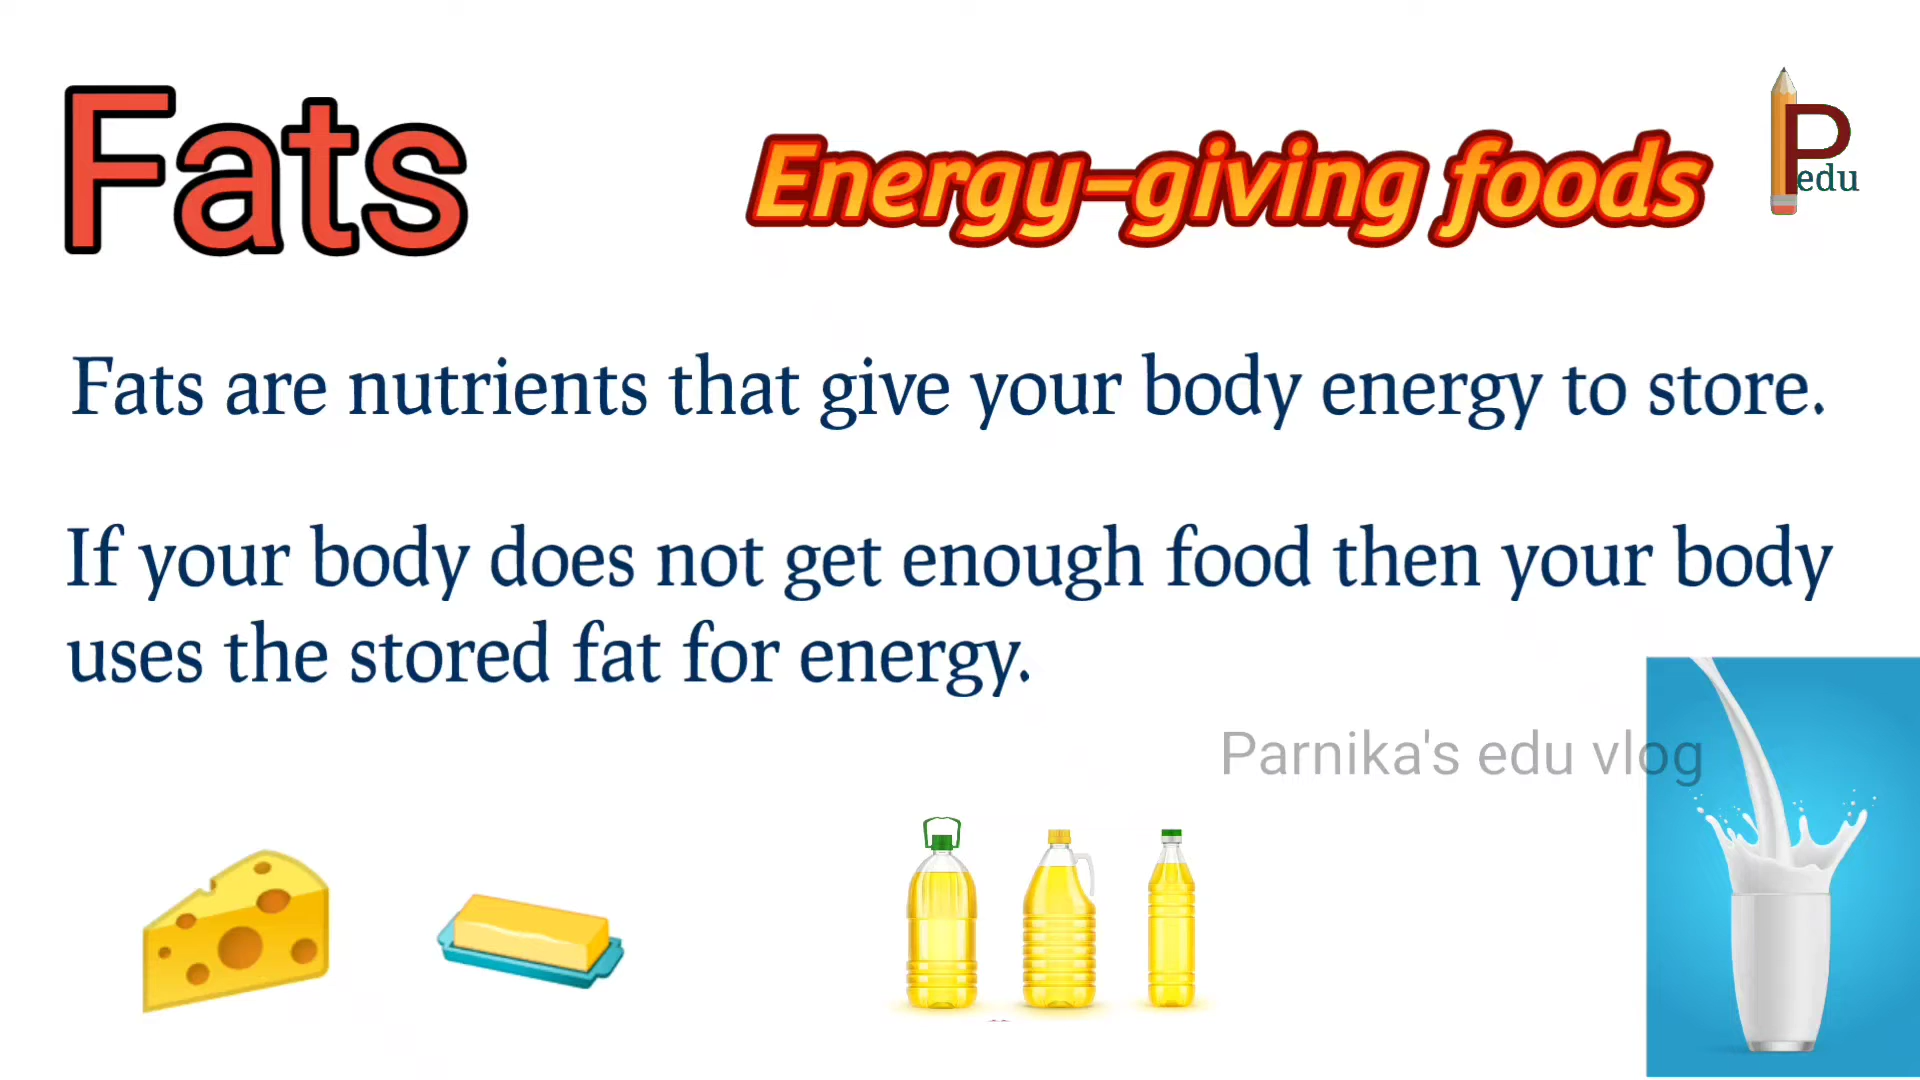 Fats
Energy-giving foods
P
edu
Fats are nutrients that give your body energy to store.
If your body does not get enough food then your body
uses the stored fat for energy.
Parnika's edu vlog